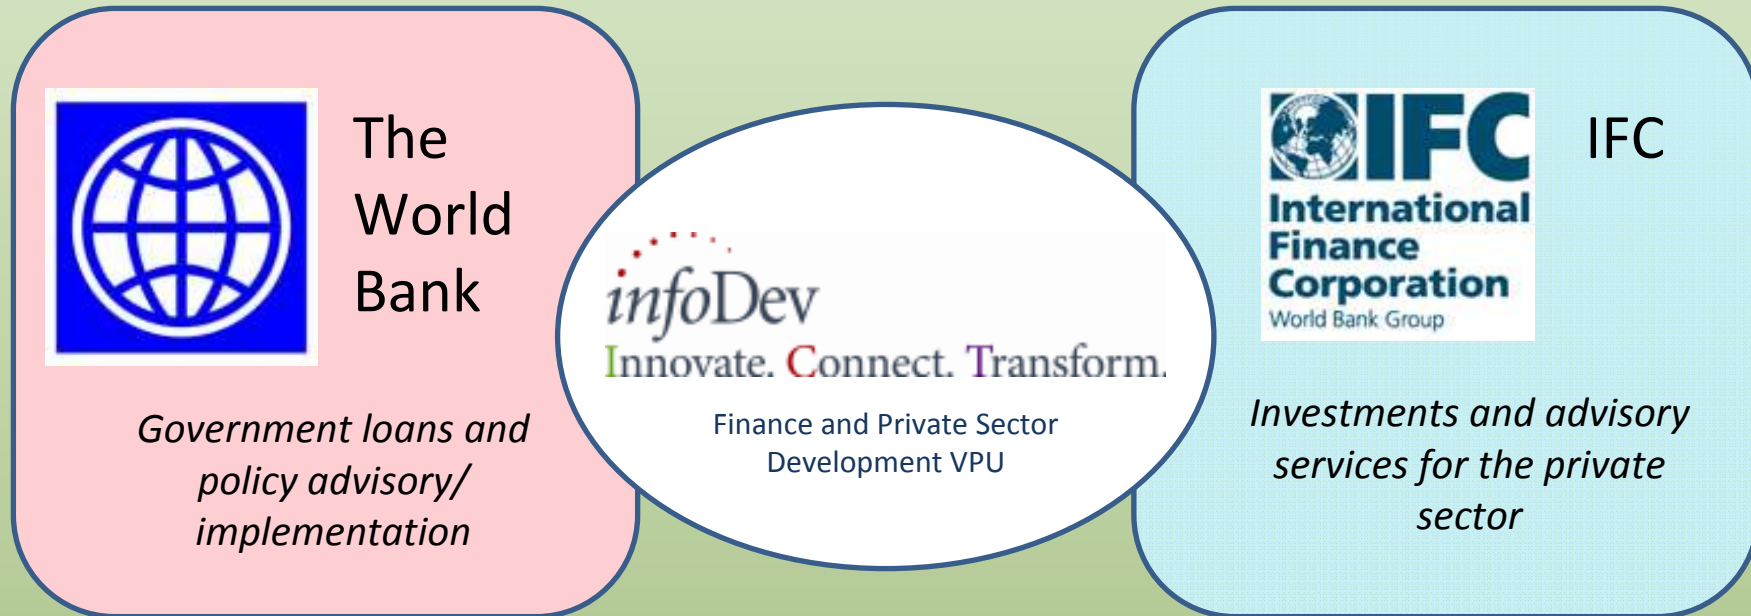 The
World
Bank
Government loans and
policy advisory/
implementation
infoDev
Innovate. Connect. Transform.
Finance and Private Sector
Development VPU
IFC
International
Finance
Corporation
World Bank Group
IFC
Investments and advisory
services for the private
sector